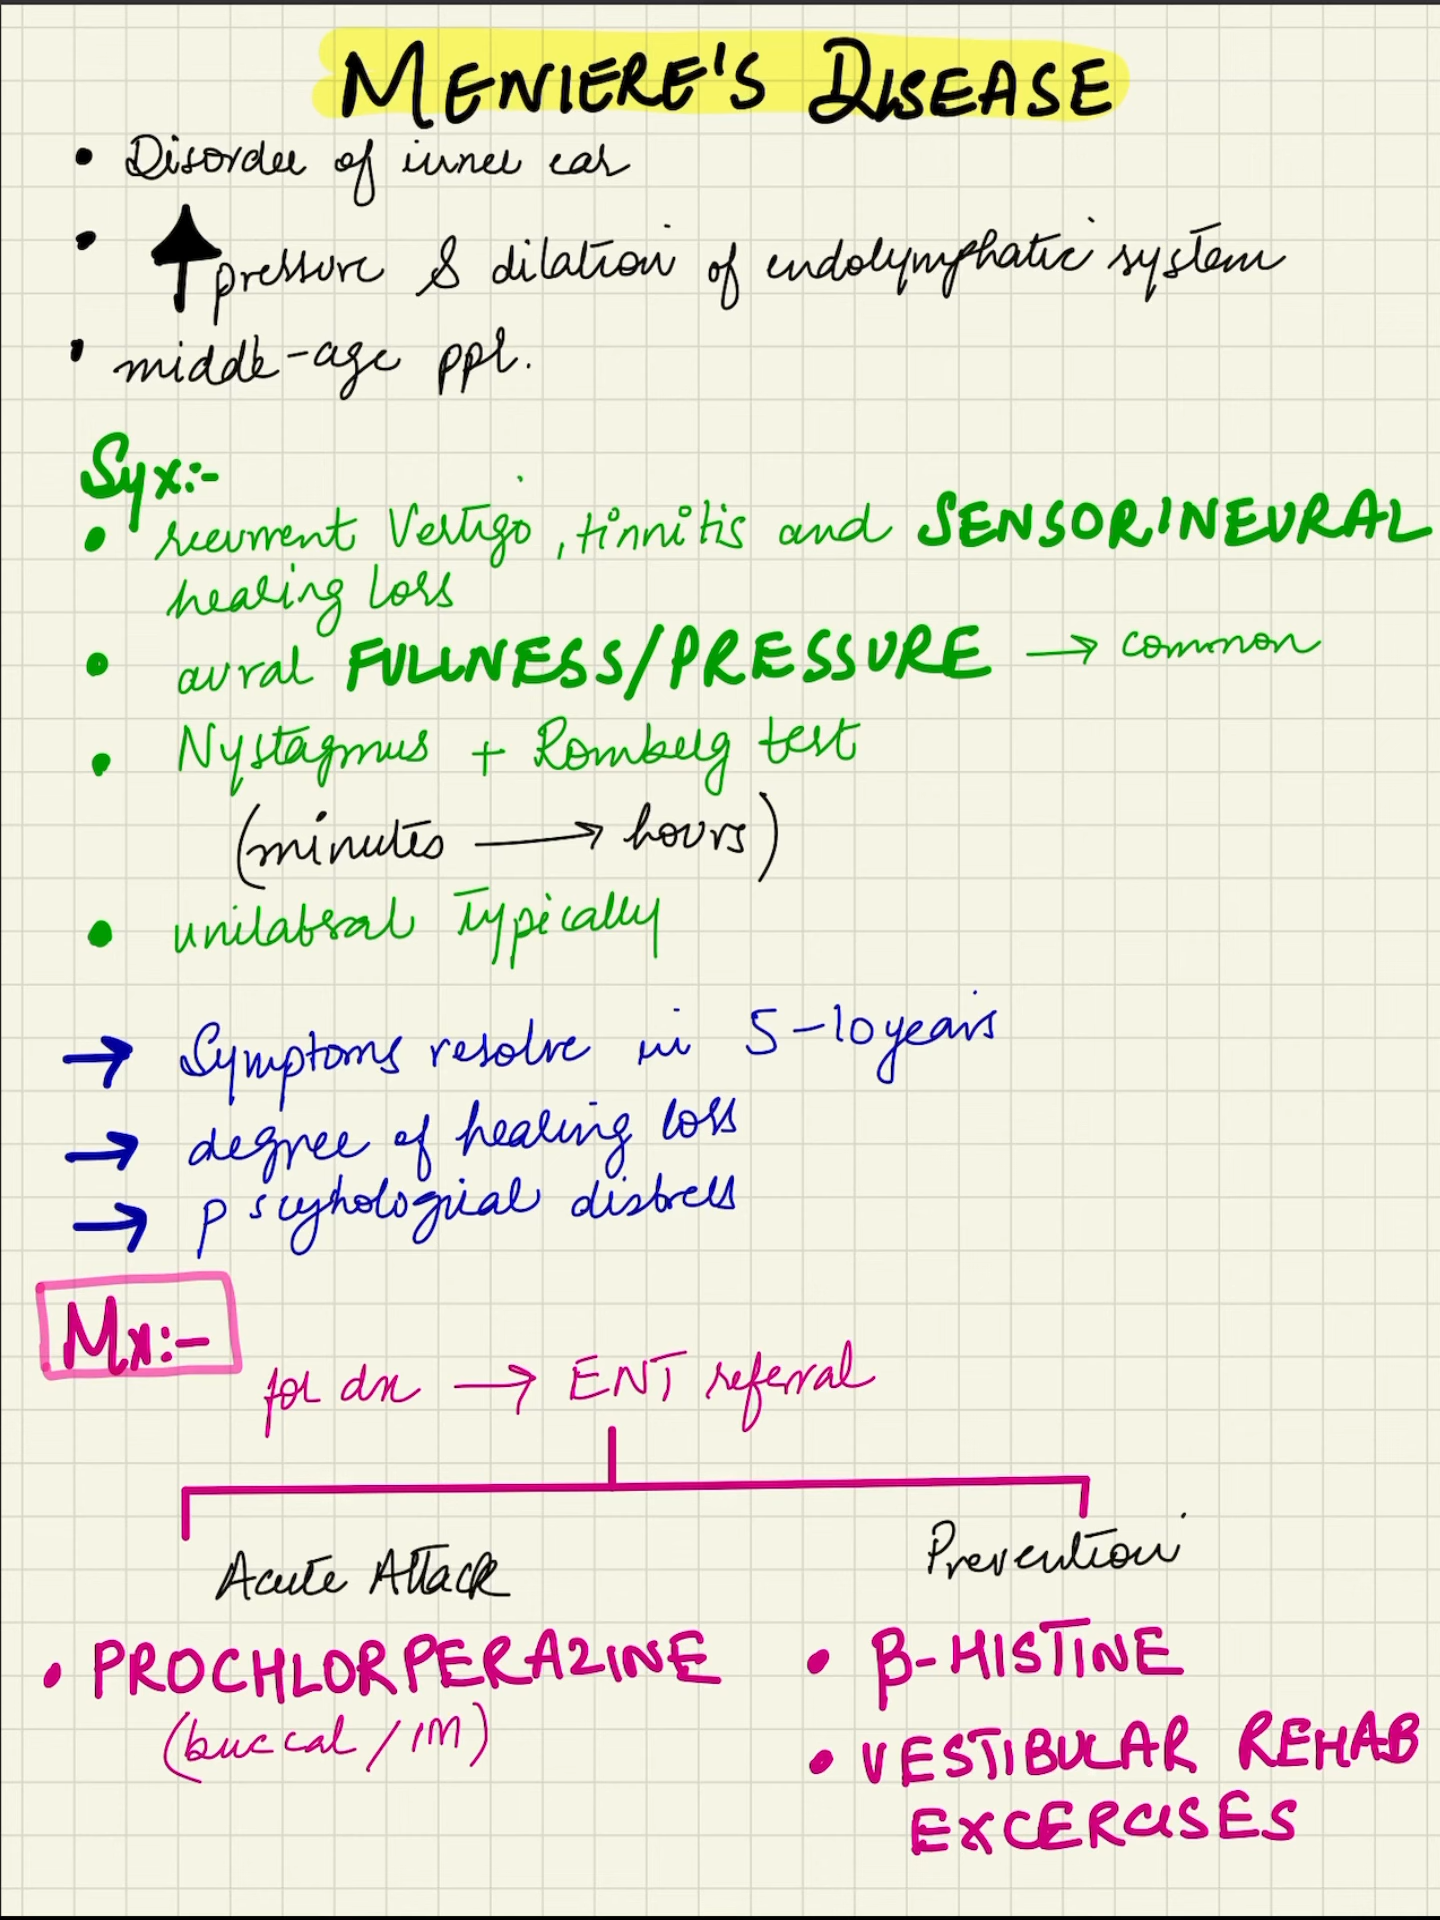 MENIERE'S DISEASE
• Disorder of inner ear
• ↑ pressure & dilation of endolymphatic system
• middle-age ppl.
Syx:-
• recurrent Vertigo, tinnitis and SENSORINEURAL
hearing loss
• aural FULLNESS/PRESSURE → common
• Nystagmus + Romberg test
(minutes → hours)
• unilateral Typically
→ Symptoms resolve in 5-10 years
→ degree of hearing loss
→ pscyhological distress
Mx:-
for dx → ENT referral
Acute Attack
Prevention
• PROCHLORPERAZINE
(buccal / IM)
• β-HISTINE
• VESTIBULAR REHAB
EXCERCISES